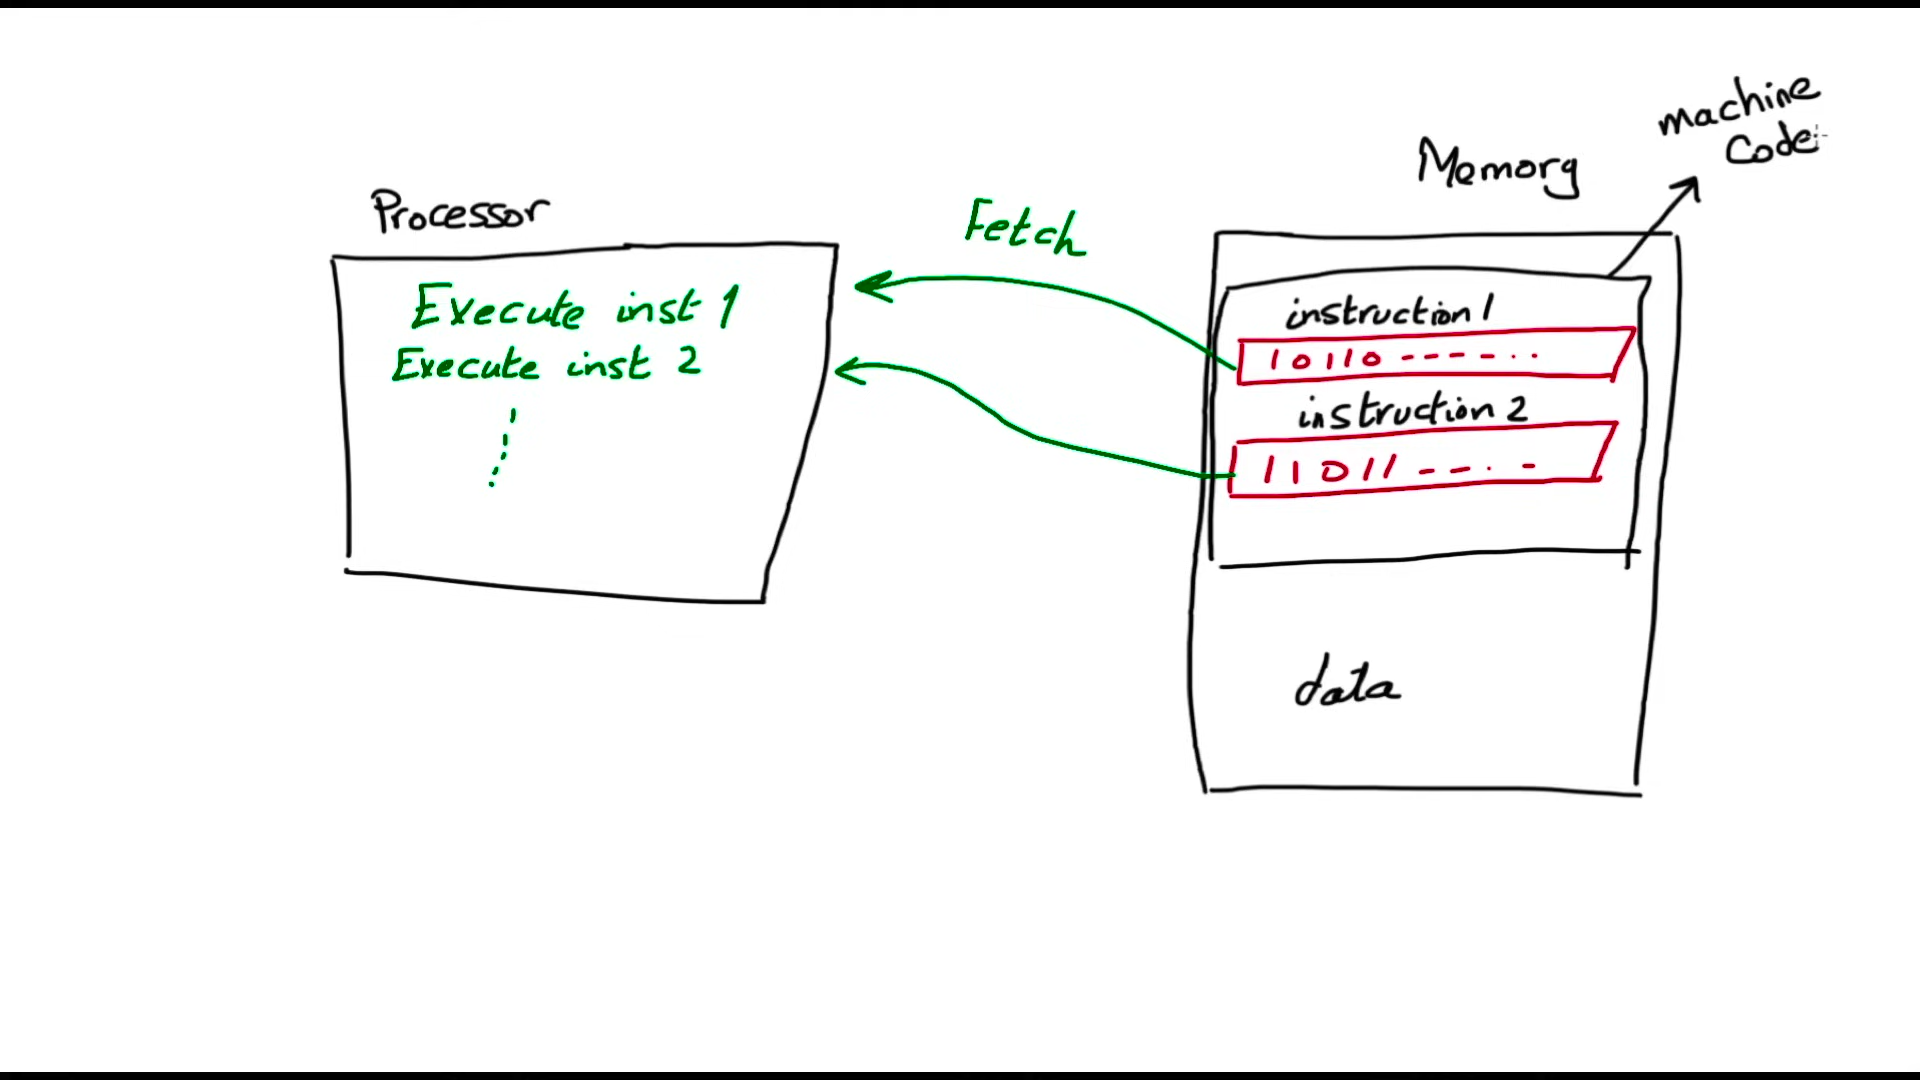 machine
Code
Memory
Processor
Fetch
Execute inst 1
Execute inst 2
instruction 1
10110 ------..
instruction 2
11011 --.-
data